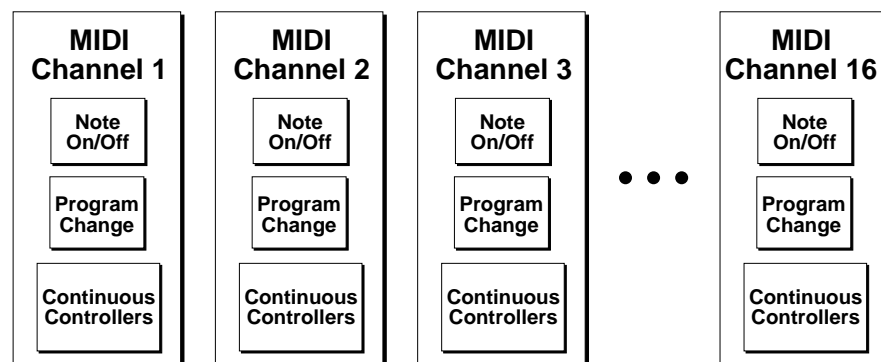 MIDI
Channel 1
Note
On/Off
Program
Change
Continuous
Controllers
MIDI
Channel 2
Note
On/Off
Program
Change
Continuous
Controllers
MIDI
Channel 3
Note
On/Off
Program
Change
Continuous
Controllers
MIDI
Channel 16
Note
On/Off
Program
Change
Continuous
Controllers